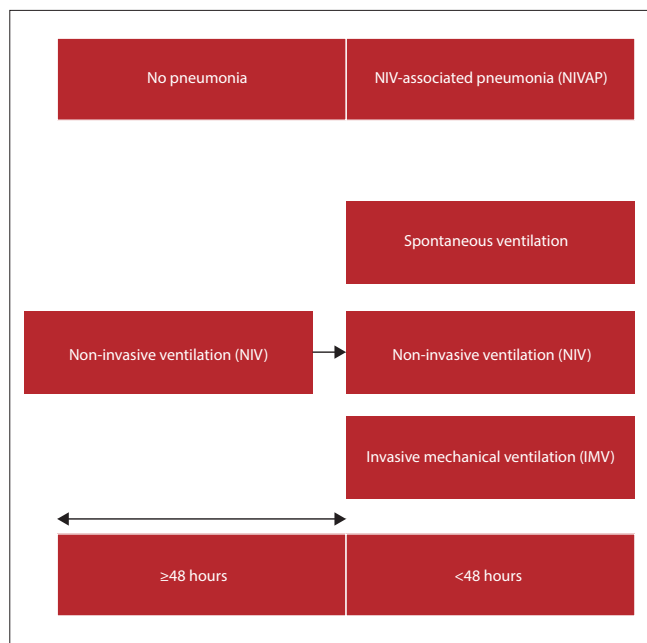 No pneumonia
NIV-associated pneumonia (NIVAP)
Spontaneous ventilation
Non-invasive ventilation (NIV)
Non-invasive ventilation (NIV)
Invasive mechanical ventilation (IMV)
≥48 hours
<48 hours